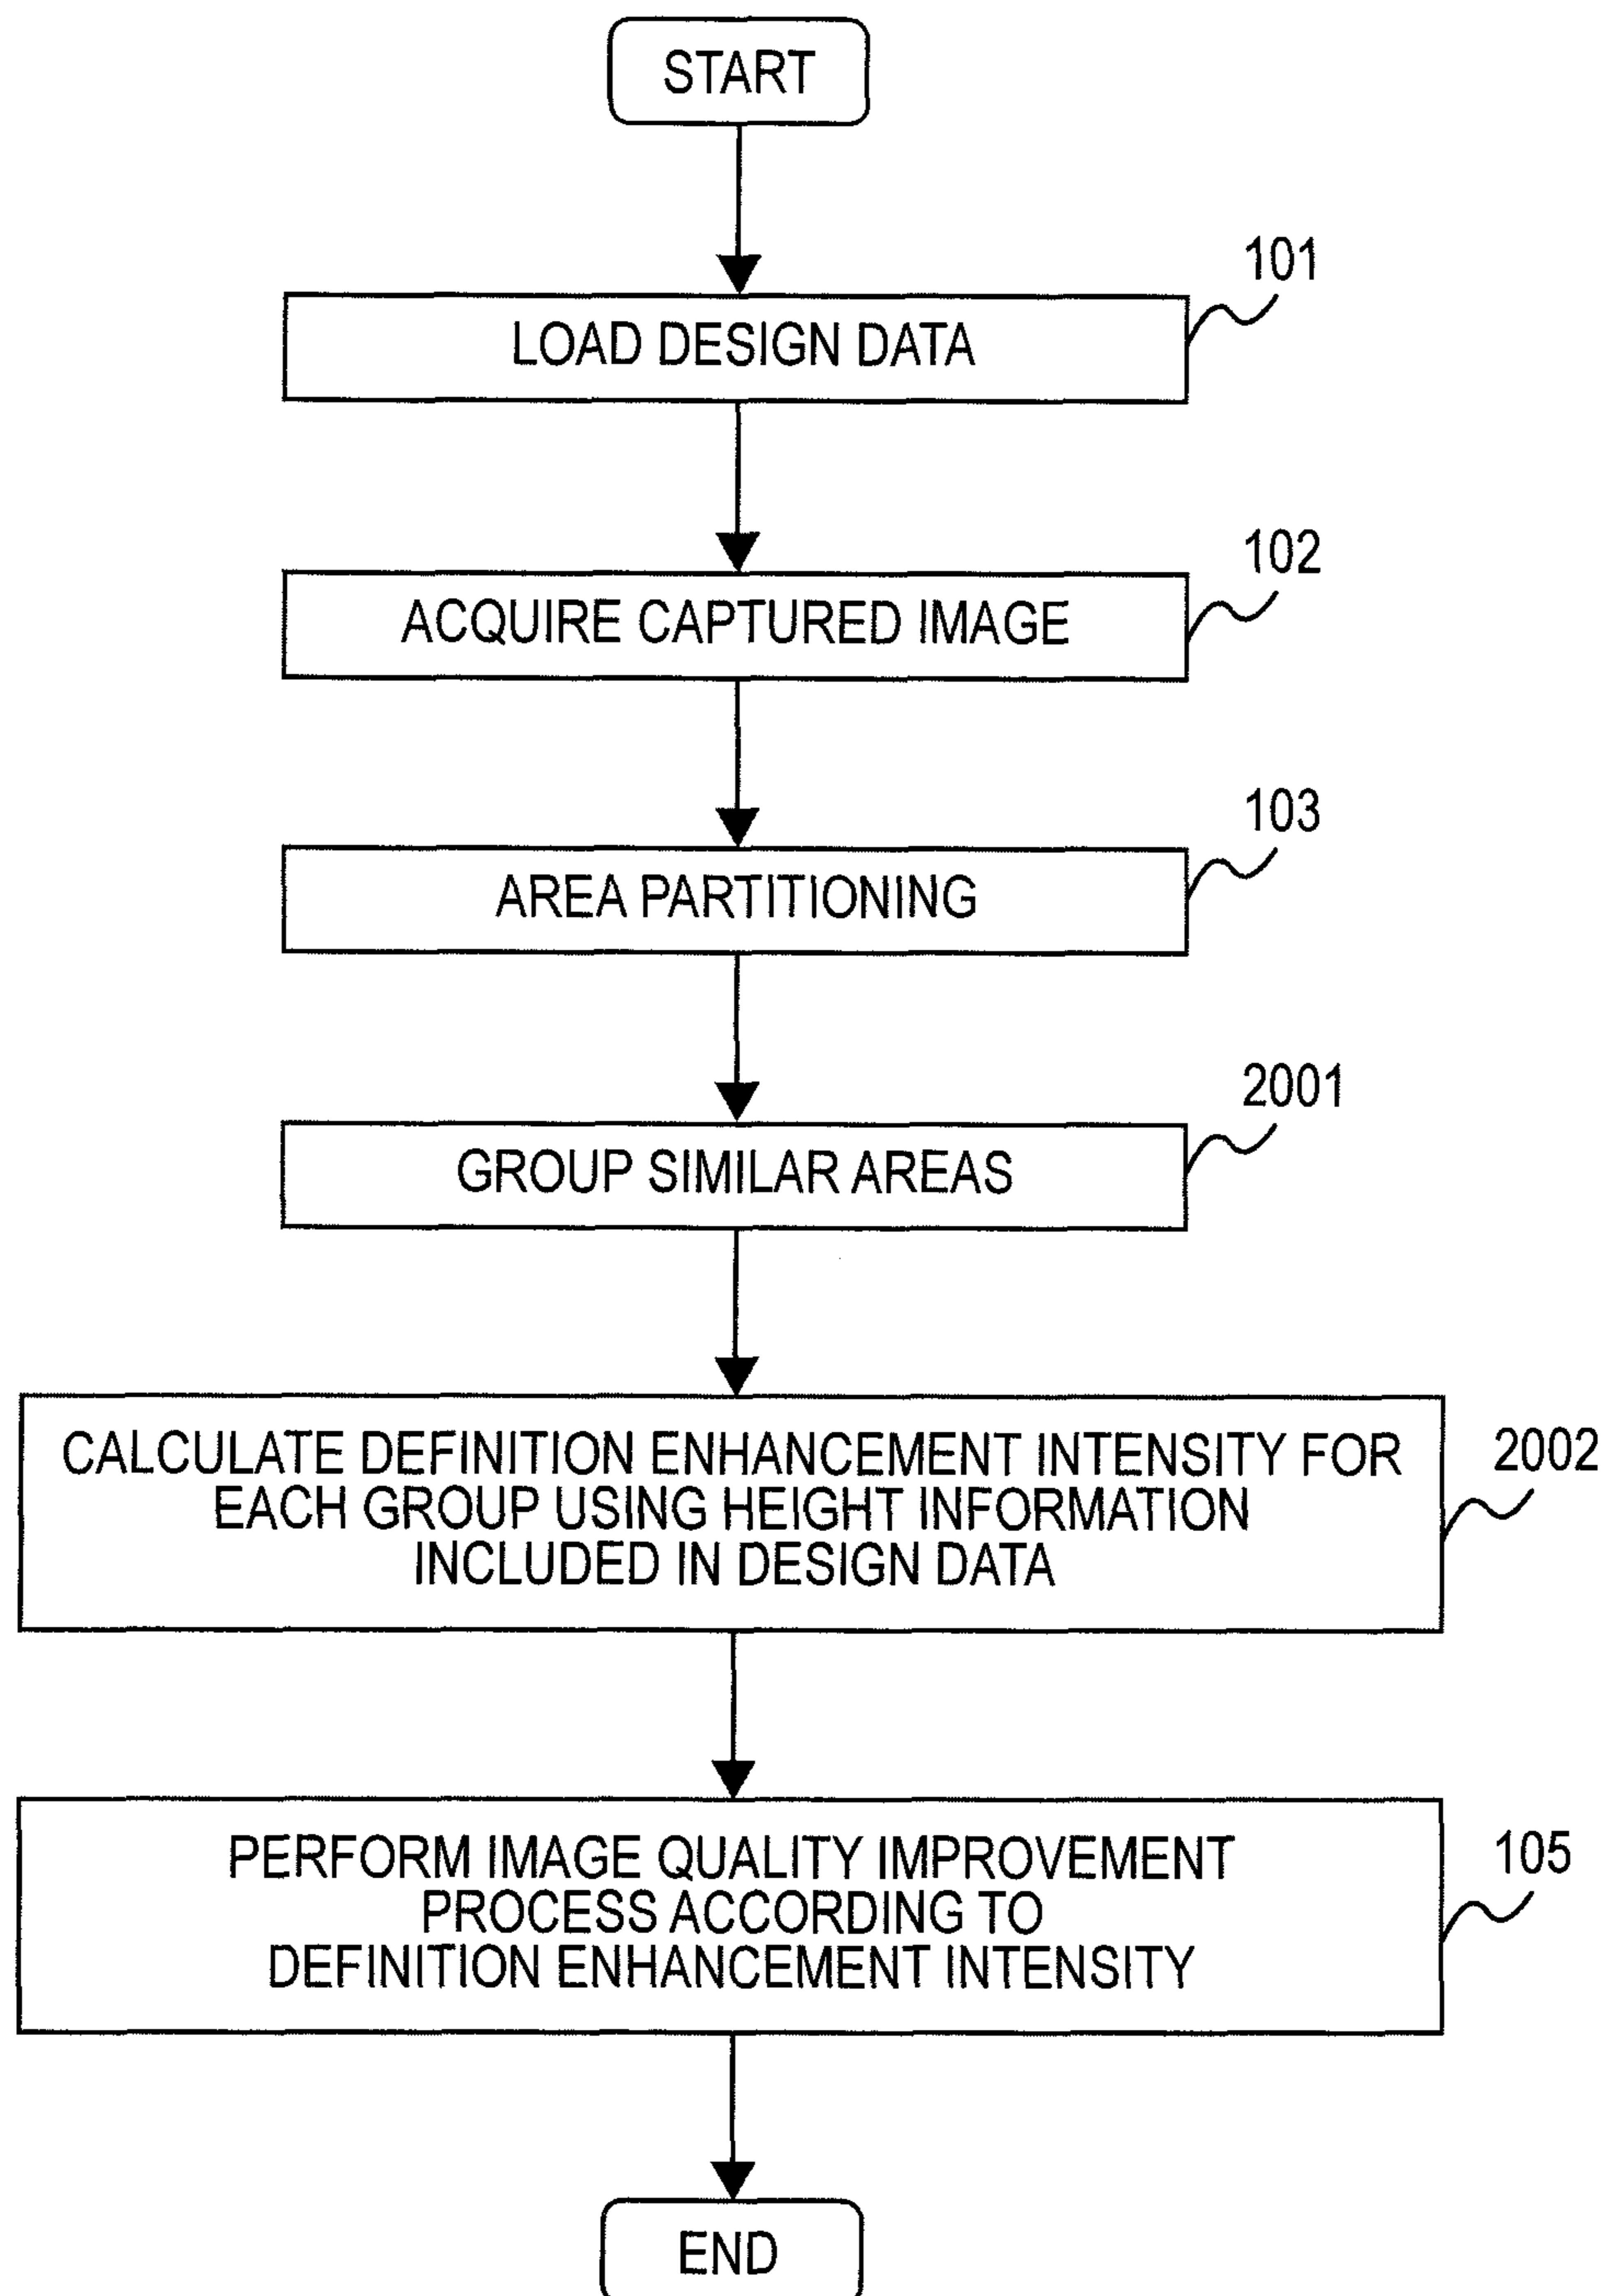 START
101
LOAD DESIGN DATA
102
ACQUIRE CAPTURED IMAGE
103
AREA PARTITIONING
2001
GROUP SIMILAR AREAS
2002
CALCULATE DEFINITION ENHANCEMENT INTENSITY FOR
EACH GROUP USING HEIGHT INFORMATION
INCLUDED IN DESIGN DATA
105
PERFORM IMAGE QUALITY IMPROVEMENT
PROCESS ACCORDING TO
DEFINITION ENHANCEMENT INTENSITY
END